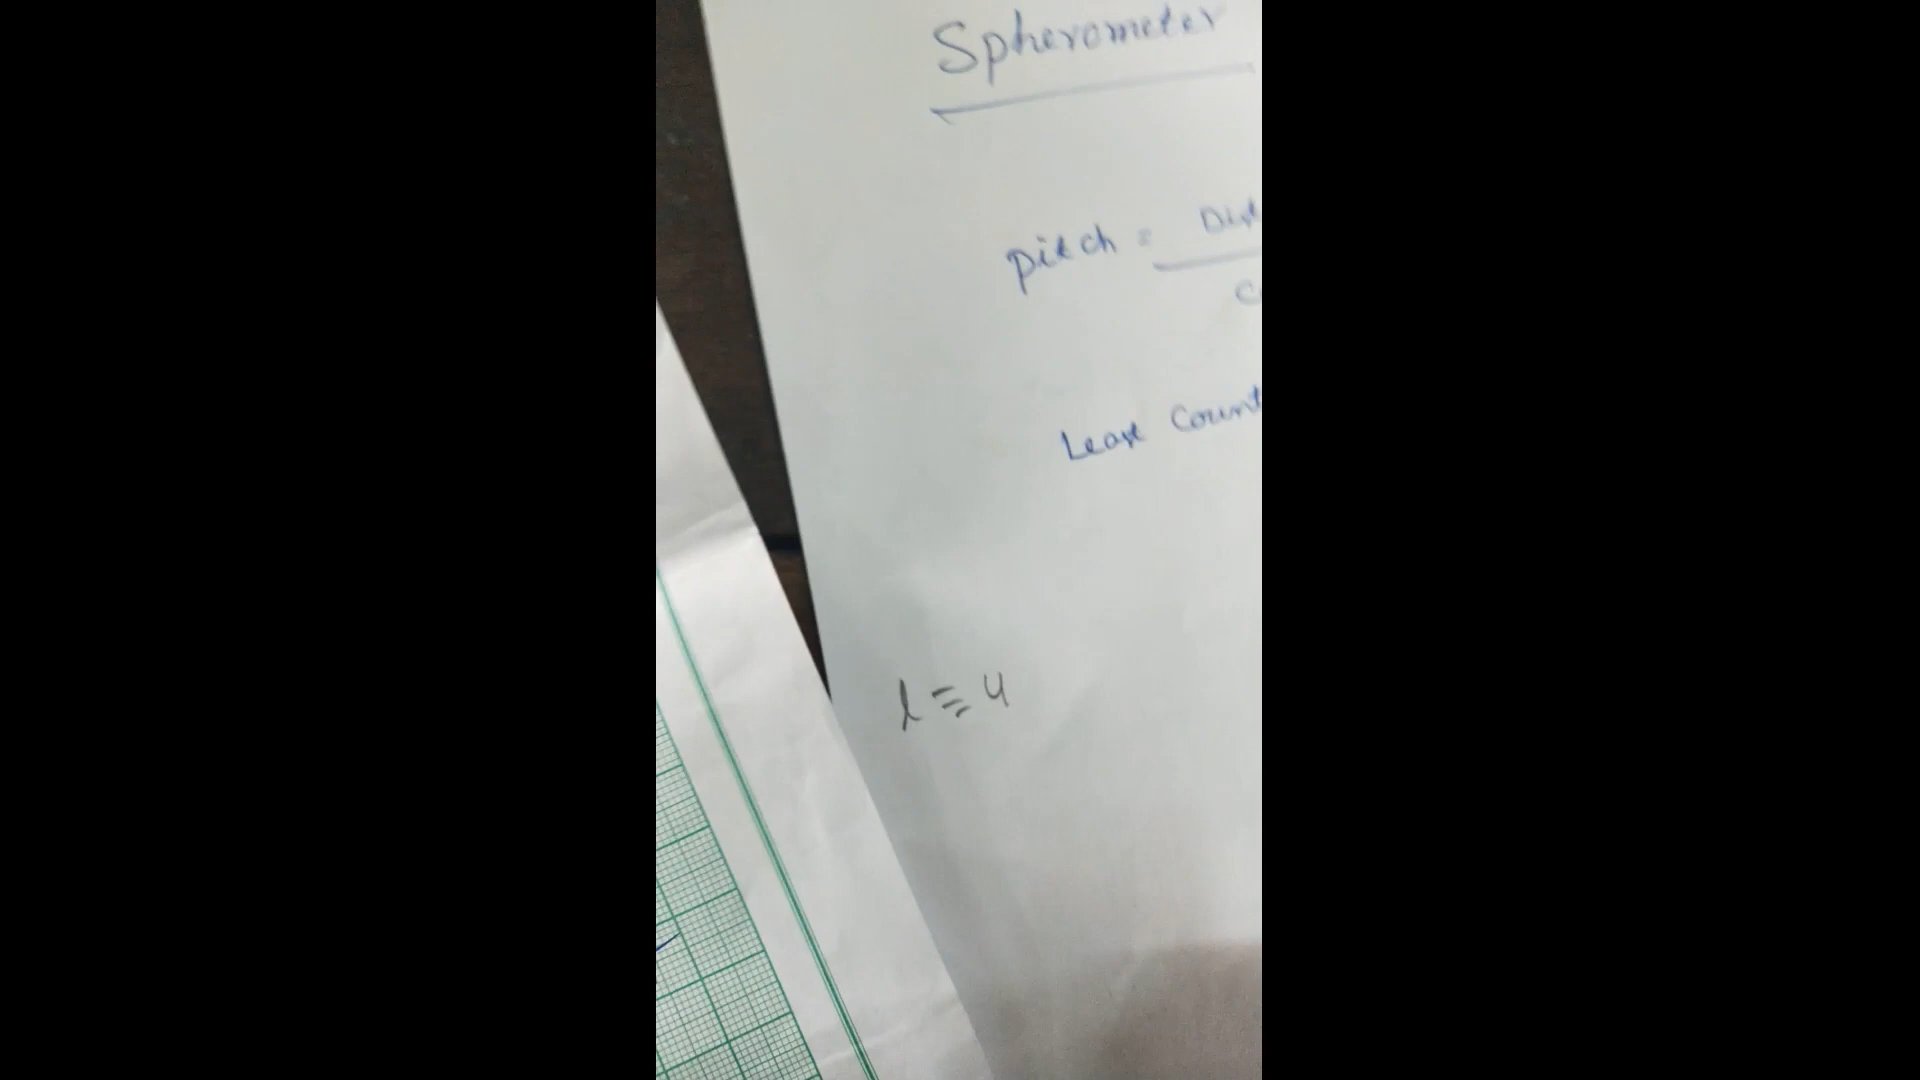 Spherometer
pitch =
Least Count
l ≡ 4